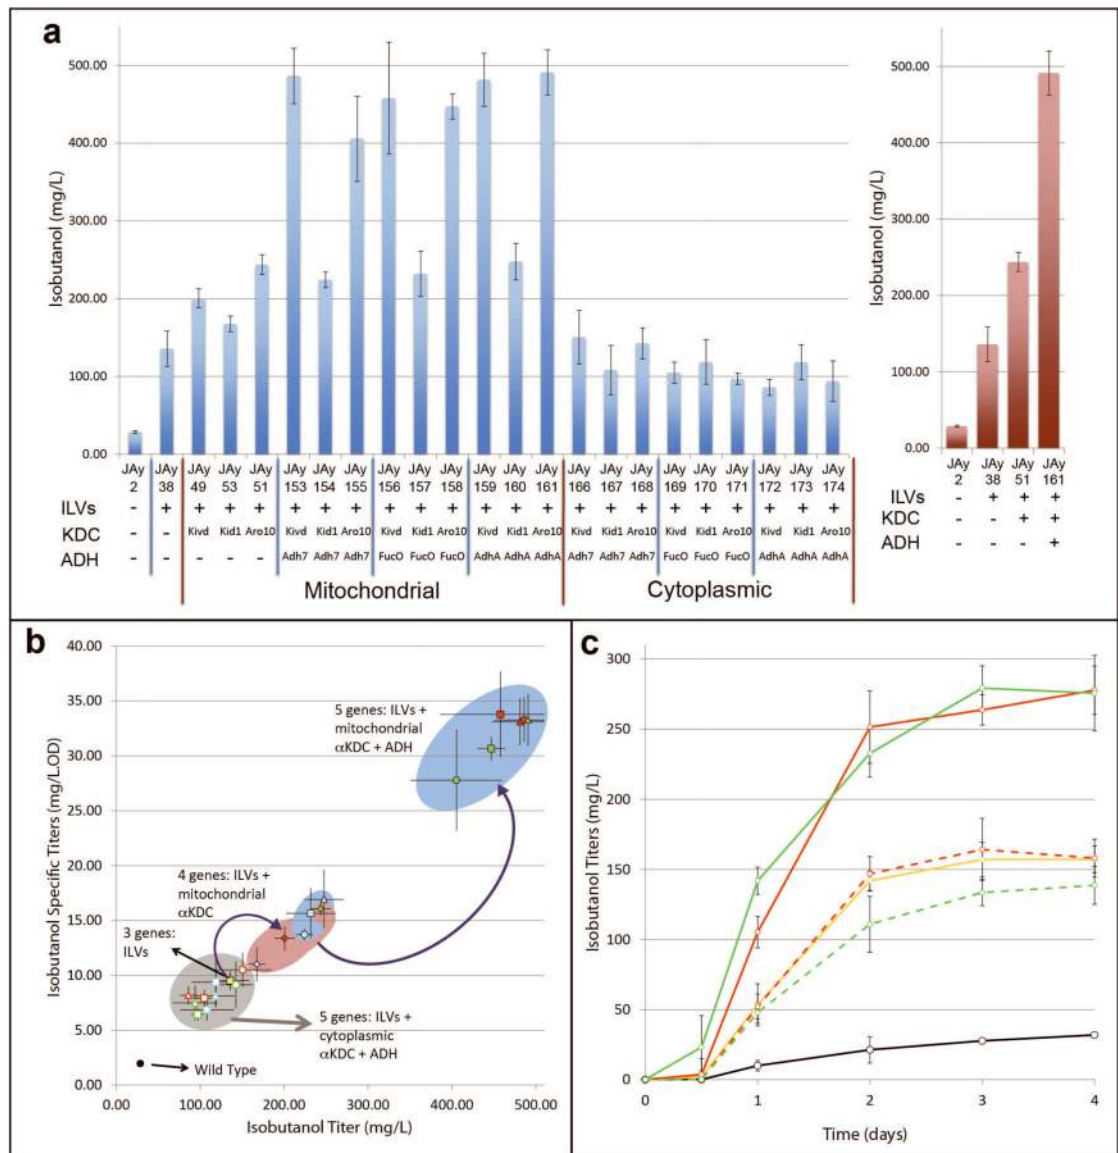 a
Isobutanol (mg/L)
500.00
400.00
300.00
200.00
100.00
0.00
JAy JAy JAy JAy JAy JAy JAy JAy JAy JAy JAy JAy JAy JAy JAy JAy JAy JAy JAy JAy JAy JAy JAy
2 38 49 53 51 153 154 155 156 157 158 159 160 161 166 167 168 169 170 171 172 173 174
ILVs - + + + + + + + + + + + + + + + + + + + + + +
KDC - - Kivd Kid1 Aro10 Kivd Kid1 Aro10 Kivd Kid1 Aro10 Kivd Kid1 Aro10 Kivd Kid1 Aro10 Kivd Kid1 Aro10 Kivd Kid1 Aro10
ADH - - - - - Adh7 Adh7 Adh7 FucO FucO FucO AdhA AdhA AdhA Adh7 Adh7 Adh7 FucO FucO FucO AdhA AdhA AdhA
Mitochondrial Cytoplasmic
Isobutanol (mg/L)
500.00
400.00
300.00
200.00
100.00
0.00
JAy JAy JAy JAy
2 38 51 161
ILVs - + + +
KDC - - + +
ADH - - - +
b
Isobutanol Specific Titers (mg/L.OD)
40.00
35.00
30.00
25.00
20.00
15.00
10.00
5.00
0.00
5 genes: ILVs +
mitochondrial
αKDC + ADH
4 genes: ILVs +
mitochondrial
αKDC
3 genes:
ILVs
5 genes: ILVs +
cytoplasmic
αKDC + ADH
Wild Type
0.00 100.00 200.00 300.00 400.00 500.00
Isobutanol Titer (mg/L)
c
Isobutanol Titers (mg/L)
300
250
200
150
100
50
0
0 1 2 3 4
Time (days)